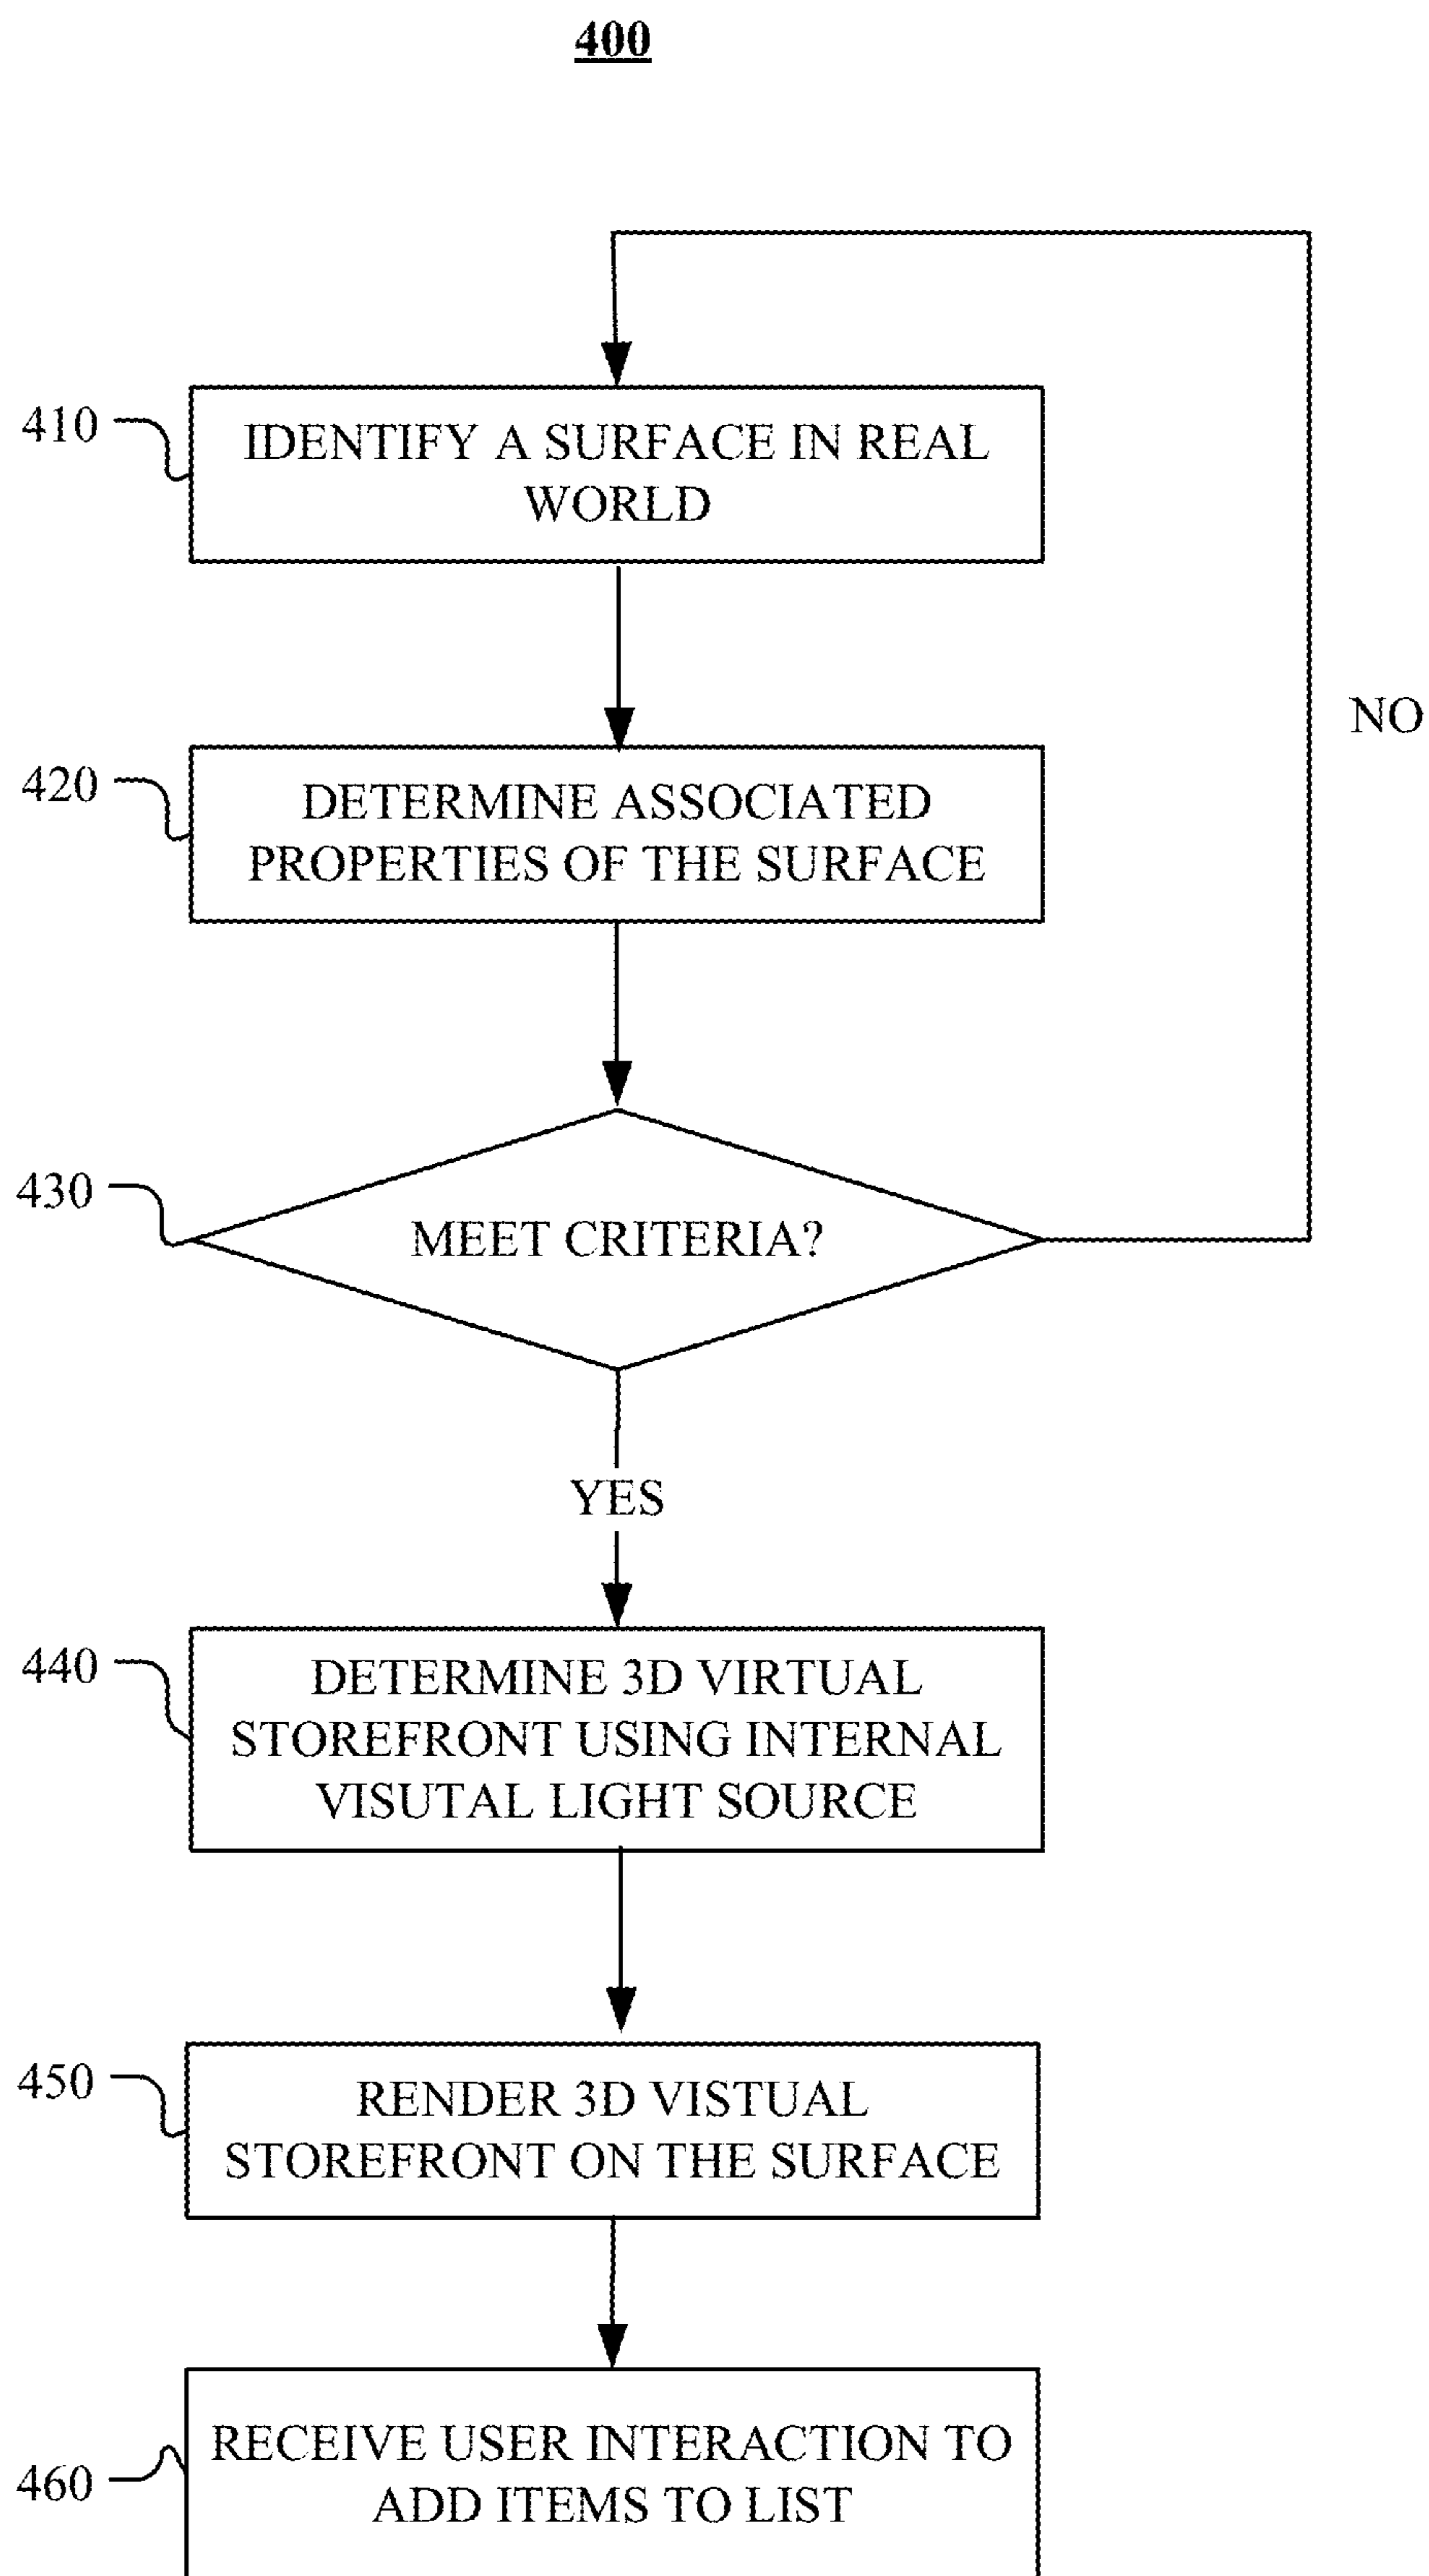 400
410
IDENTIFY A SURFACE IN REAL
WORLD
NO
420
DETERMINE ASSOCIATED
PROPERTIES OF THE SURFACE
430
MEET CRITERIA?
YES
440
DETERMINE 3D VIRTUAL
STOREFRONT USING INTERNAL
VISUTAL LIGHT SOURCE
450
RENDER 3D VISTUAL
STOREFRONT ON THE SURFACE
460
RECEIVE USER INTERACTION TO
ADD ITEMS TO LIST